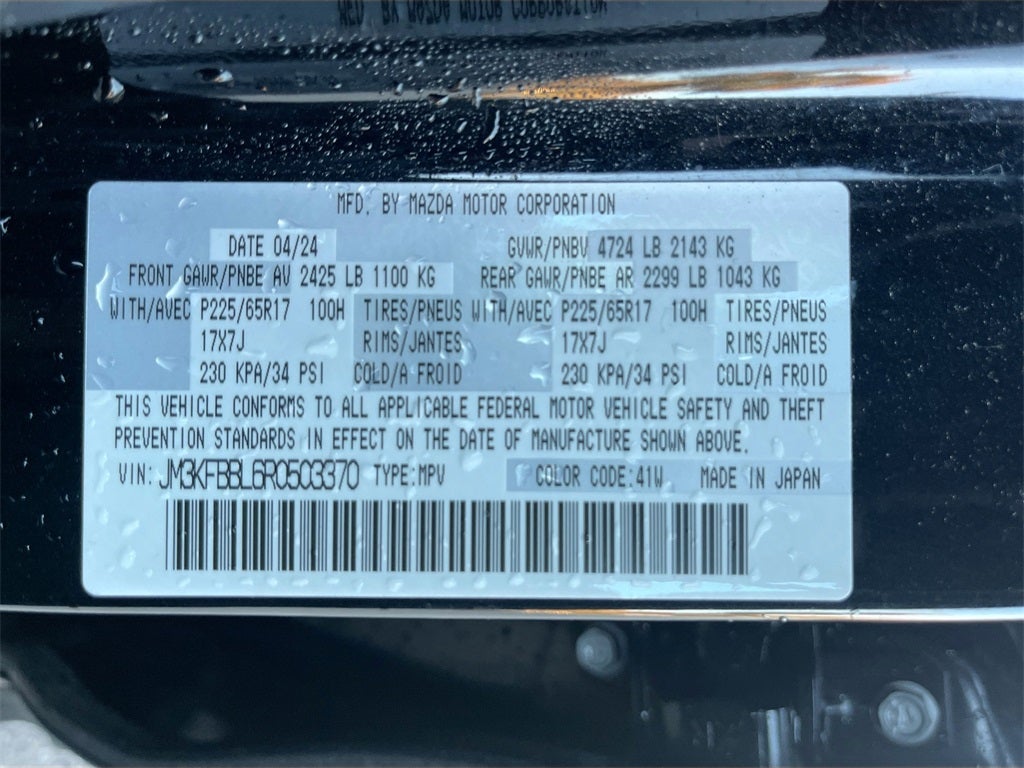 MFD. BY MAZDA MOTOR CORPORATION
DATE 04/24 GVWR/PNBV 4724 LB 2143 KG
FRONT GAWR/PNBE AV 2425 LB 1100 KG REAR GAWR/PNBE AR 2299 LB 1043 KG
WITH/AVEC P225/65R17 100H TIRES/PNEUS WITH/AVEC P225/65R17 100H TIRES/PNEUS
17X7J RIMS/JANTES 17X7J RIMS/JANTES
230 KPA/34 PSI COLD/A FROID 230 KPA/34 PSI COLD/A FROID
THIS VEHICLE CONFORMS TO ALL APPLICABLE FEDERAL MOTOR VEHICLE SAFETY AND THEFT
PREVENTION STANDARDS IN EFFECT ON THE DATE OF MANUFACTURE SHOWN ABOVE.
VIN: JM3KFBBL6R0503370 TYPE:MPV COLOR CODE:41W MADE IN JAPAN